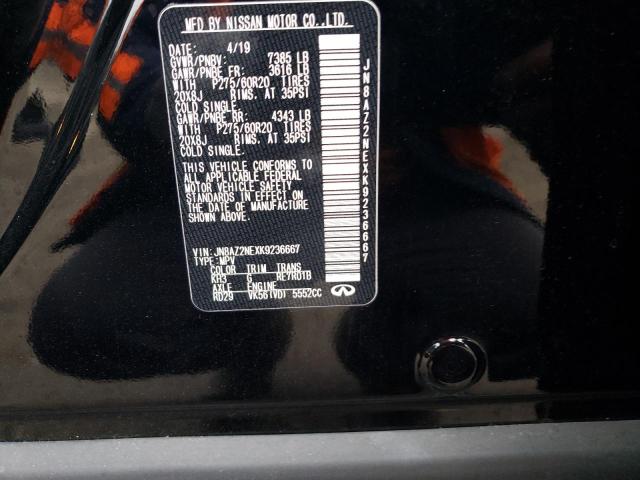 MFD BY NISSAN MOTOR CO.,LTD.
DATE: 4/19
GVWR/PNBV: 7385 LB
GAWR/PNBE FR: 3616 LB
WITH P275/60R20 TIRES
20X8J RIMS. AT 35PSI
COLD SINGLE.
GAWR/PNBE RR: 4343 LB
WITH P275/60R20 TIRES
20X8J RIMS. AT 35PSI
COLD SINGLE.
THIS VEHICLE CONFORMS TO
ALL APPLICABLE FEDERAL
MOTOR VEHICLE SAFETY
STANDARDS IN EFFECT ON
THE DATE OF MANUFACTURE
SHOWN ABOVE.
VIN: JN8AZ2NEXK9236667
TYPE: MPV
COLOR TRIM TRANS
KH3 G RE7R01B
AXLE ENGINE
RD29 VK56(VD) 5552CC
JN8AZ2NEXK9236667